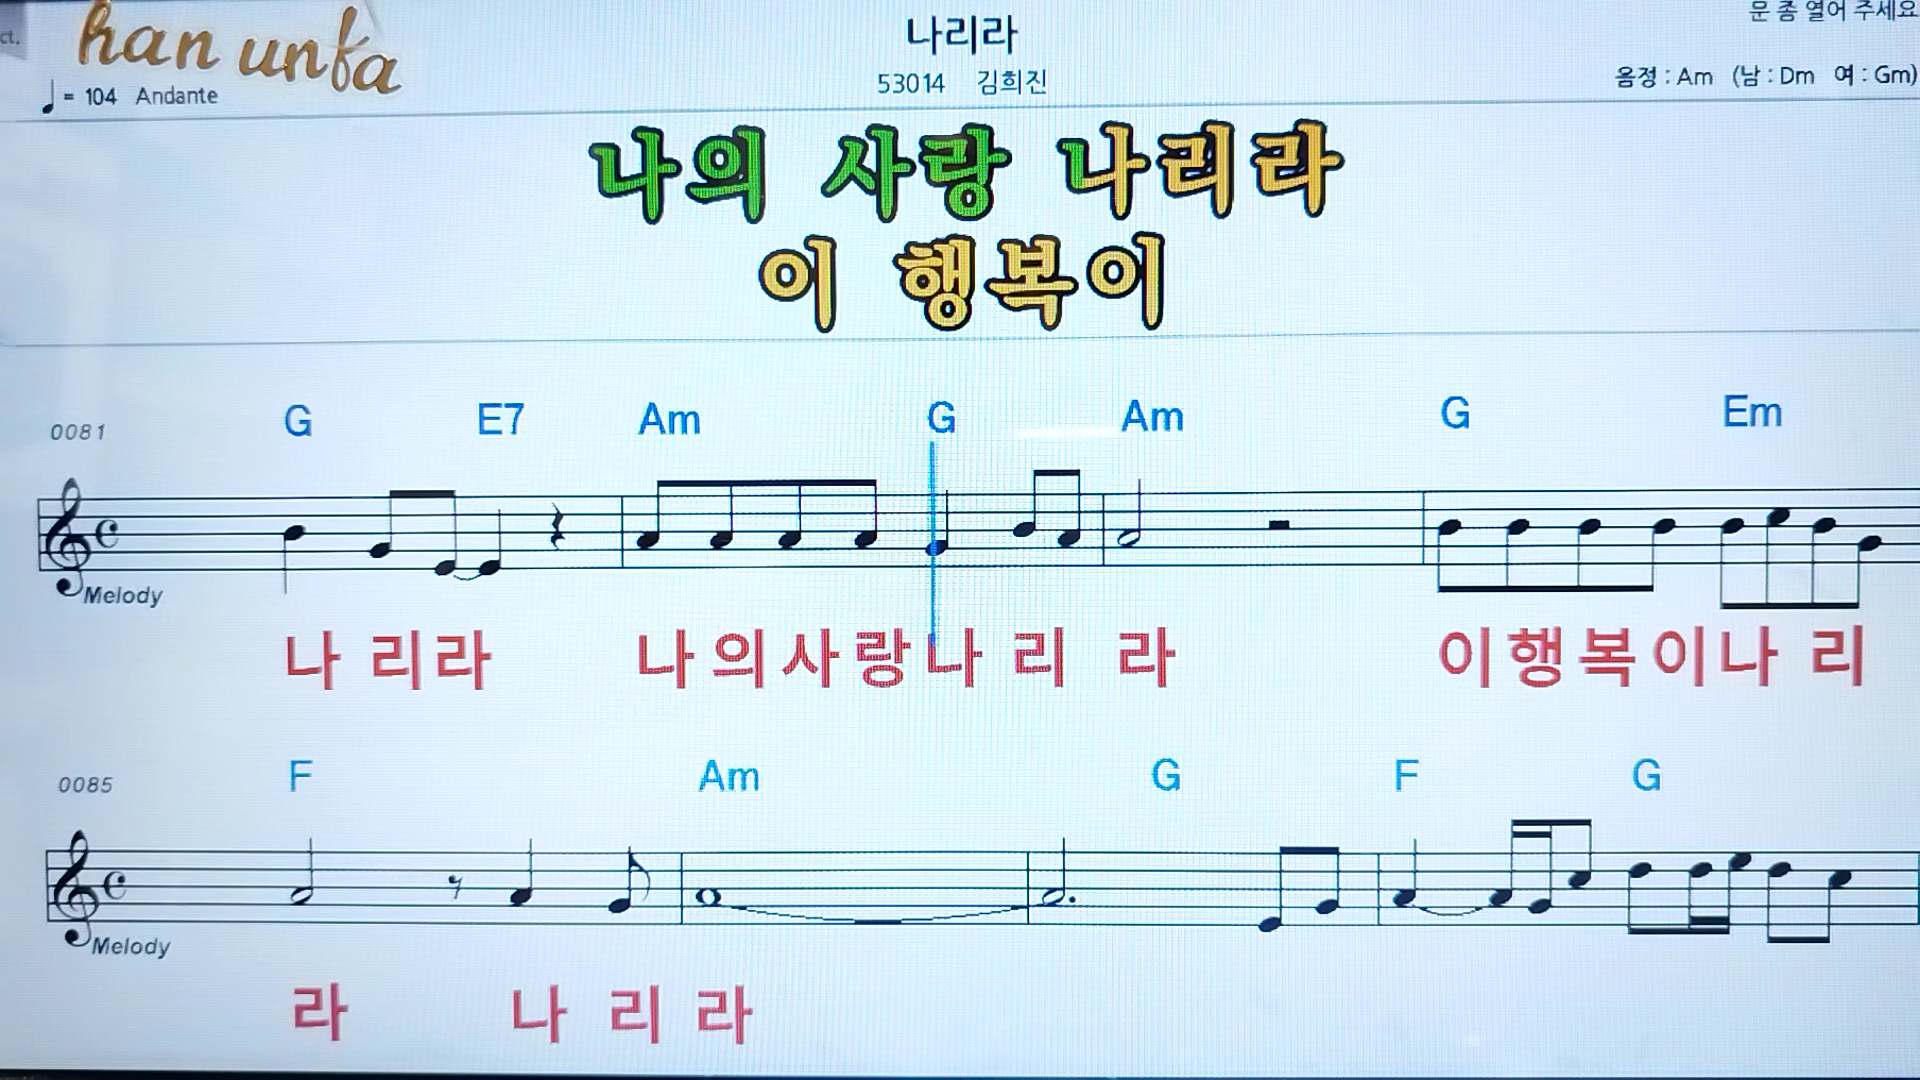 ct.
han unfa
나리라
문 좀 열어 주세요
53014 김희진
음정 : Am (남 : Dm 여 : Gm)
♩ = 104 Andante
나의 사랑 나리라
이 행복이
0081 G E7 Am G Am G Em
Melody
나 리 라 나 의 사 랑 나 리 라 이 행 복 이 나 리
0085 F Am G F G
Melody
라 나 리 라